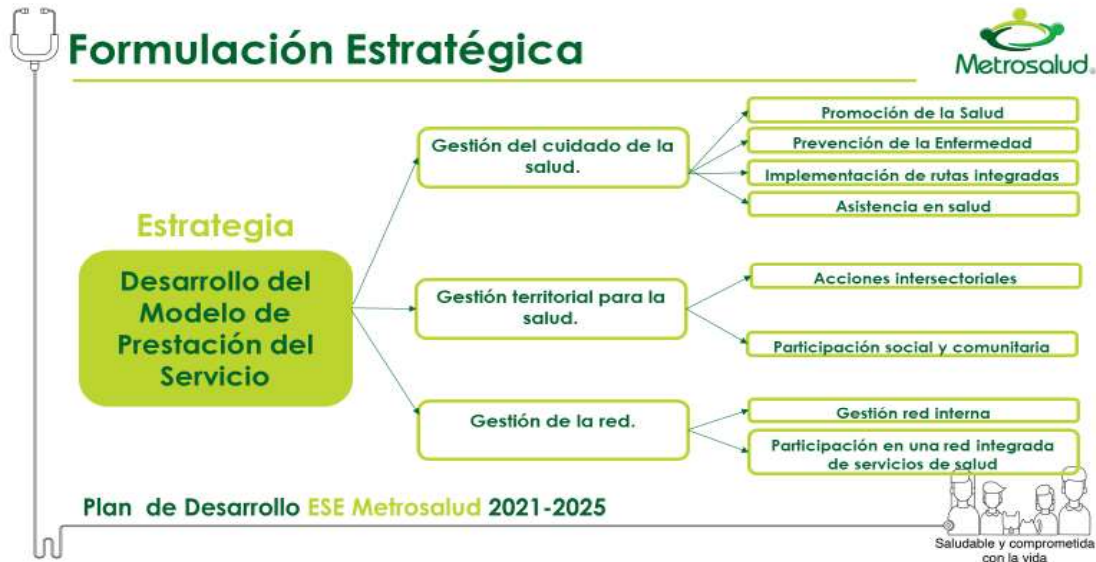 Formulación Estratégica
Metrosalud®
Estrategia
Desarrollo del
Modelo de
Prestación del
Servicio
Gestión del cuidado de la
salud.
Promoción de la Salud
Prevención de la Enfermedad
Implementación de rutas integradas
Asistencia en salud
Gestión territorial para la
salud.
Acciones intersectoriales
Participación social y comunitaria
Gestión de la red.
Gestión red interna
Participación en una red integrada
de servicios de salud
Plan de Desarrollo ESE Metrosalud 2021-2025
Saludable y comprometida
con la vida